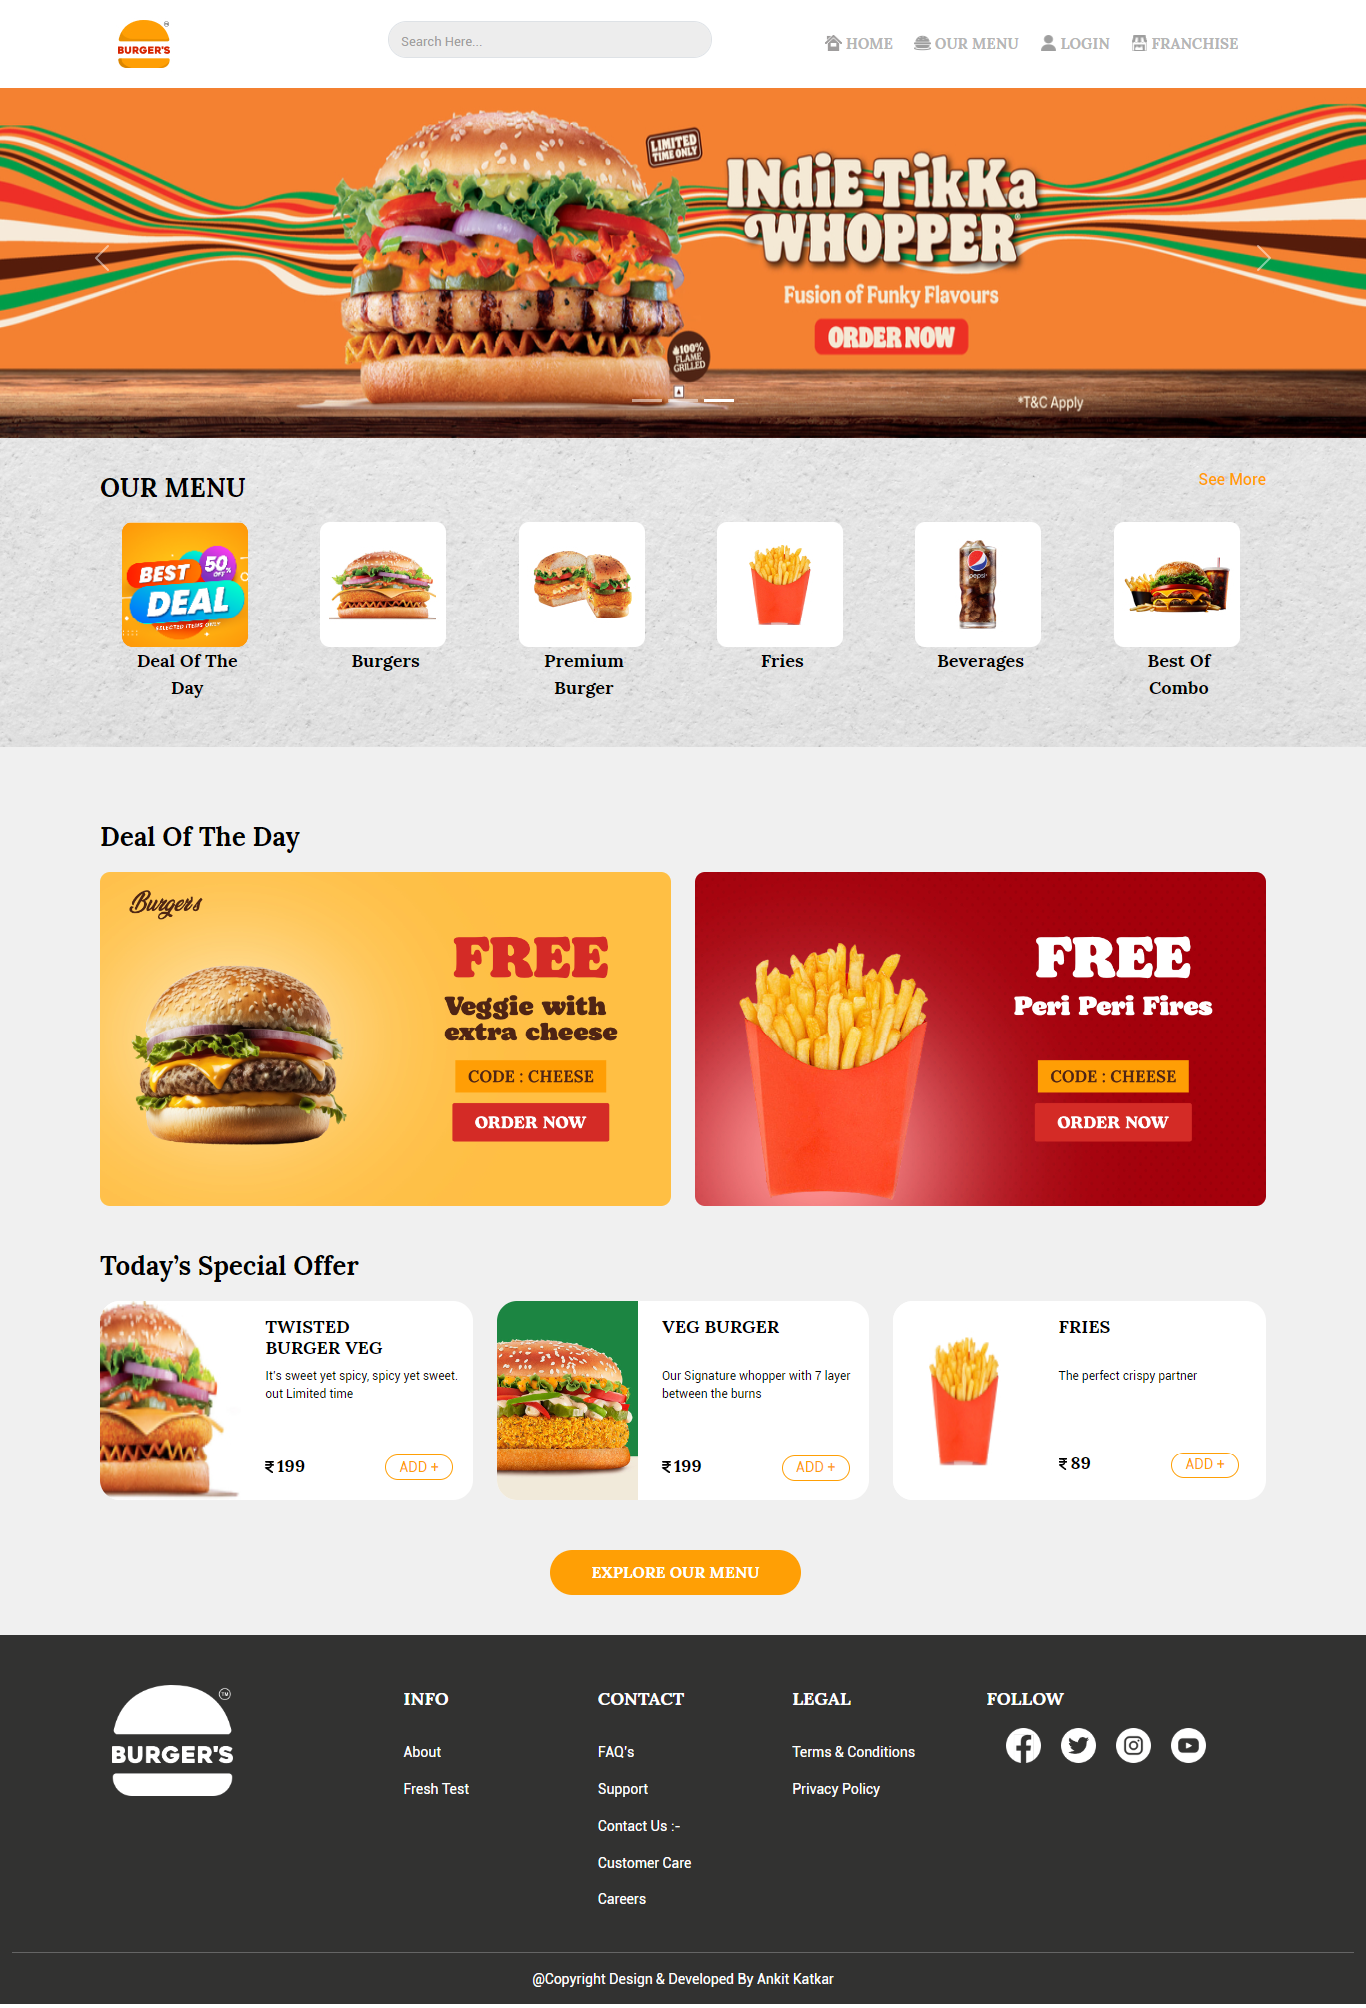 BURGER'S
Search Here...
HOME
OUR MENU
LOGIN
FRANCHISE
LIMITED
TIME ONLY
INdiE TikKa
WHOPPER
Fusion of Funky Flavours
ORDER NOW
100%
FLAME
GRILLED
*T&C Apply
OUR MENU
See More
BEST
50%
OFF
DEAL
SELECTED ITEMS ONLY
pepsi
Deal Of The
Day
Burgers
Premium
Burger
Fries
Beverages
Best Of
Combo
Deal Of The Day
Burger's
FREE
Veggie with
extra cheese
CODE : CHEESE
ORDER NOW
FREE
Peri Peri Fires
CODE : CHEESE
ORDER NOW
Today’s Special Offer
TWISTED
BURGER VEG
It's sweet yet spicy, spicy yet sweet.
out Limited time
₹ 199
ADD +
VEG BURGER
Our Signature whopper with 7 layer
between the burns
₹ 199
ADD +
FRIES
The perfect crispy partner
₹ 89
ADD +
EXPLORE OUR MENU
BURGER'S
TM
INFO
About
Fresh Test
CONTACT
FAQ's
Support
Contact Us :-
Customer Care
Careers
LEGAL
Terms & Conditions
Privacy Policy
FOLLOW
@Copyright Design & Developed By Ankit Katkar